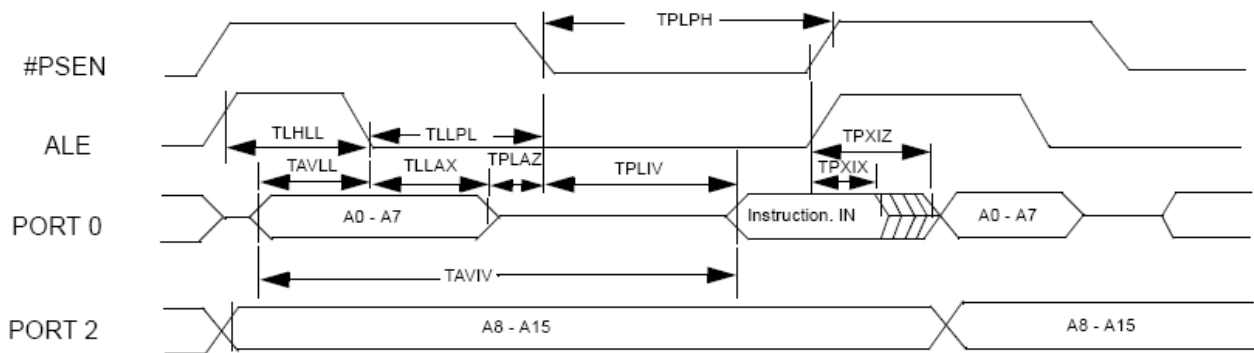 TPLPH
#PSEN
ALE
TLHLL
TLLPL
TPXIZ
TAVLL
TLLAX
TPLAZ
TPLIV
TPXIX
PORT 0
A0 - A7
Instruction. IN
A0 - A7
TAVIV
PORT 2
A8 - A15
A8 - A15